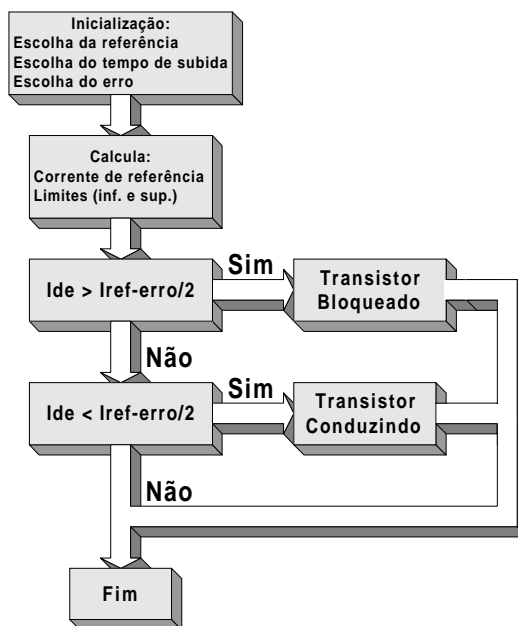 Inicialização:
Escolha da referência
Escolha do tempo de subida
Escolha do erro
Calcula:
Corrente de referência
Limites (inf. e sup.)
Ide > Iref-erro/2
Sim
Transistor
Bloqueado
Não
Ide < Iref-erro/2
Sim
Transistor
Conduzindo
Não
Fim